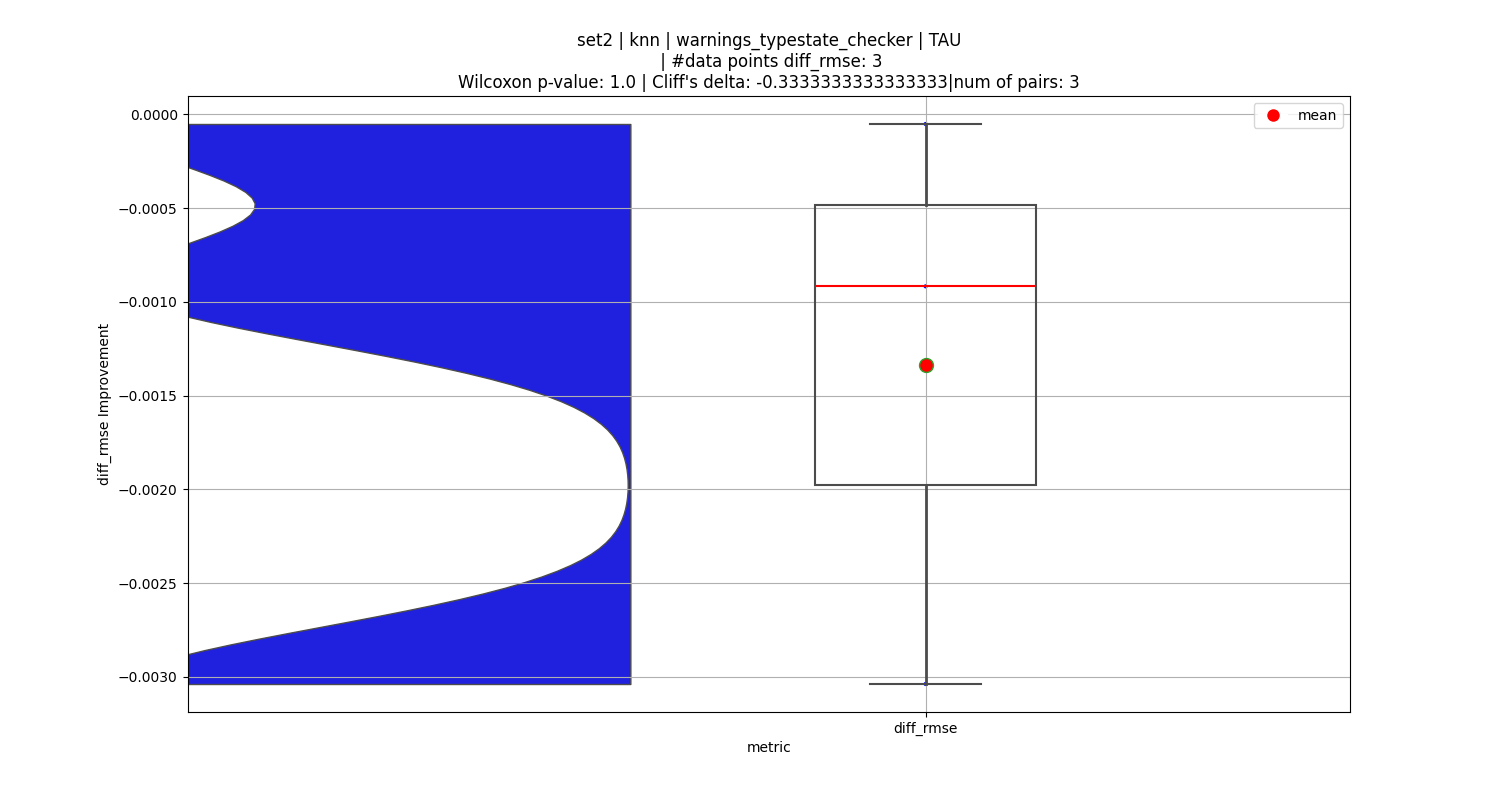 set2 | knn | warnings_typestate_checker | TAU
| #data points diff_rmse: 3
Wilcoxon p-value: 1.0 | Cliff's delta: -0.3333333333333333|num of pairs: 3
mean
0.0000
−0.0005
−0.0010
−0.0015
−0.0020
−0.0025
−0.0030
diff_rmse Improvement
diff_rmse
metric